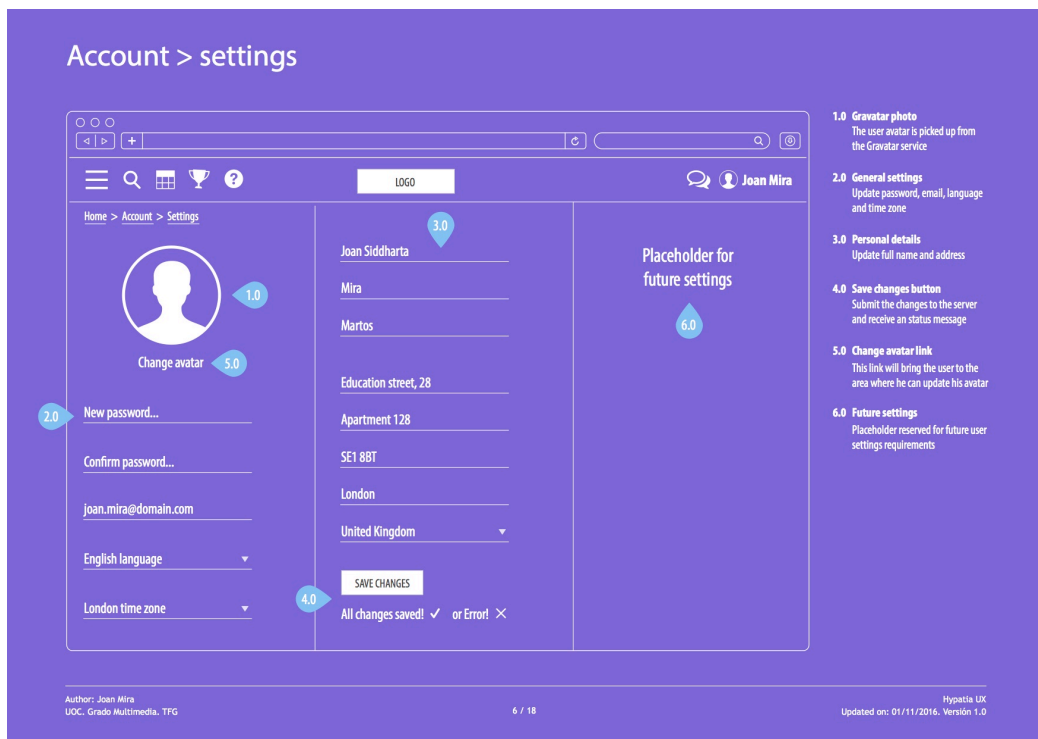 Account > settings
LOGO
Joan Mira
Home > Account > Settings
1.0
Change avatar
5.0
2.0
New password...
Confirm password...
joan.mira@domain.com
English language
London time zone
3.0
Joan Siddharta
Mira
Martos
Education street, 28
Apartment 128
SE1 8BT
London
United Kingdom
SAVE CHANGES
4.0
All changes saved! ✓ or Error! ✕
Placeholder for
future settings
6.0
1.0 Gravatar photo
The user avatar is picked up from
the Gravatar service
2.0 General settings
Update password, email, language
and time zone
3.0 Personal details
Update full name and address
4.0 Save changes button
Submit the changes to the server
and receive an status message
5.0 Change avatar link
This link will bring the user to the
area where he can update his avatar
6.0 Future settings
Placeholder reserved for future user
settings requirements
Author: Joan Mira
UOC. Grado Multimedia. TFG
6 / 18
Hypatia UX
Updated on: 01/11/2016. Versión 1.0